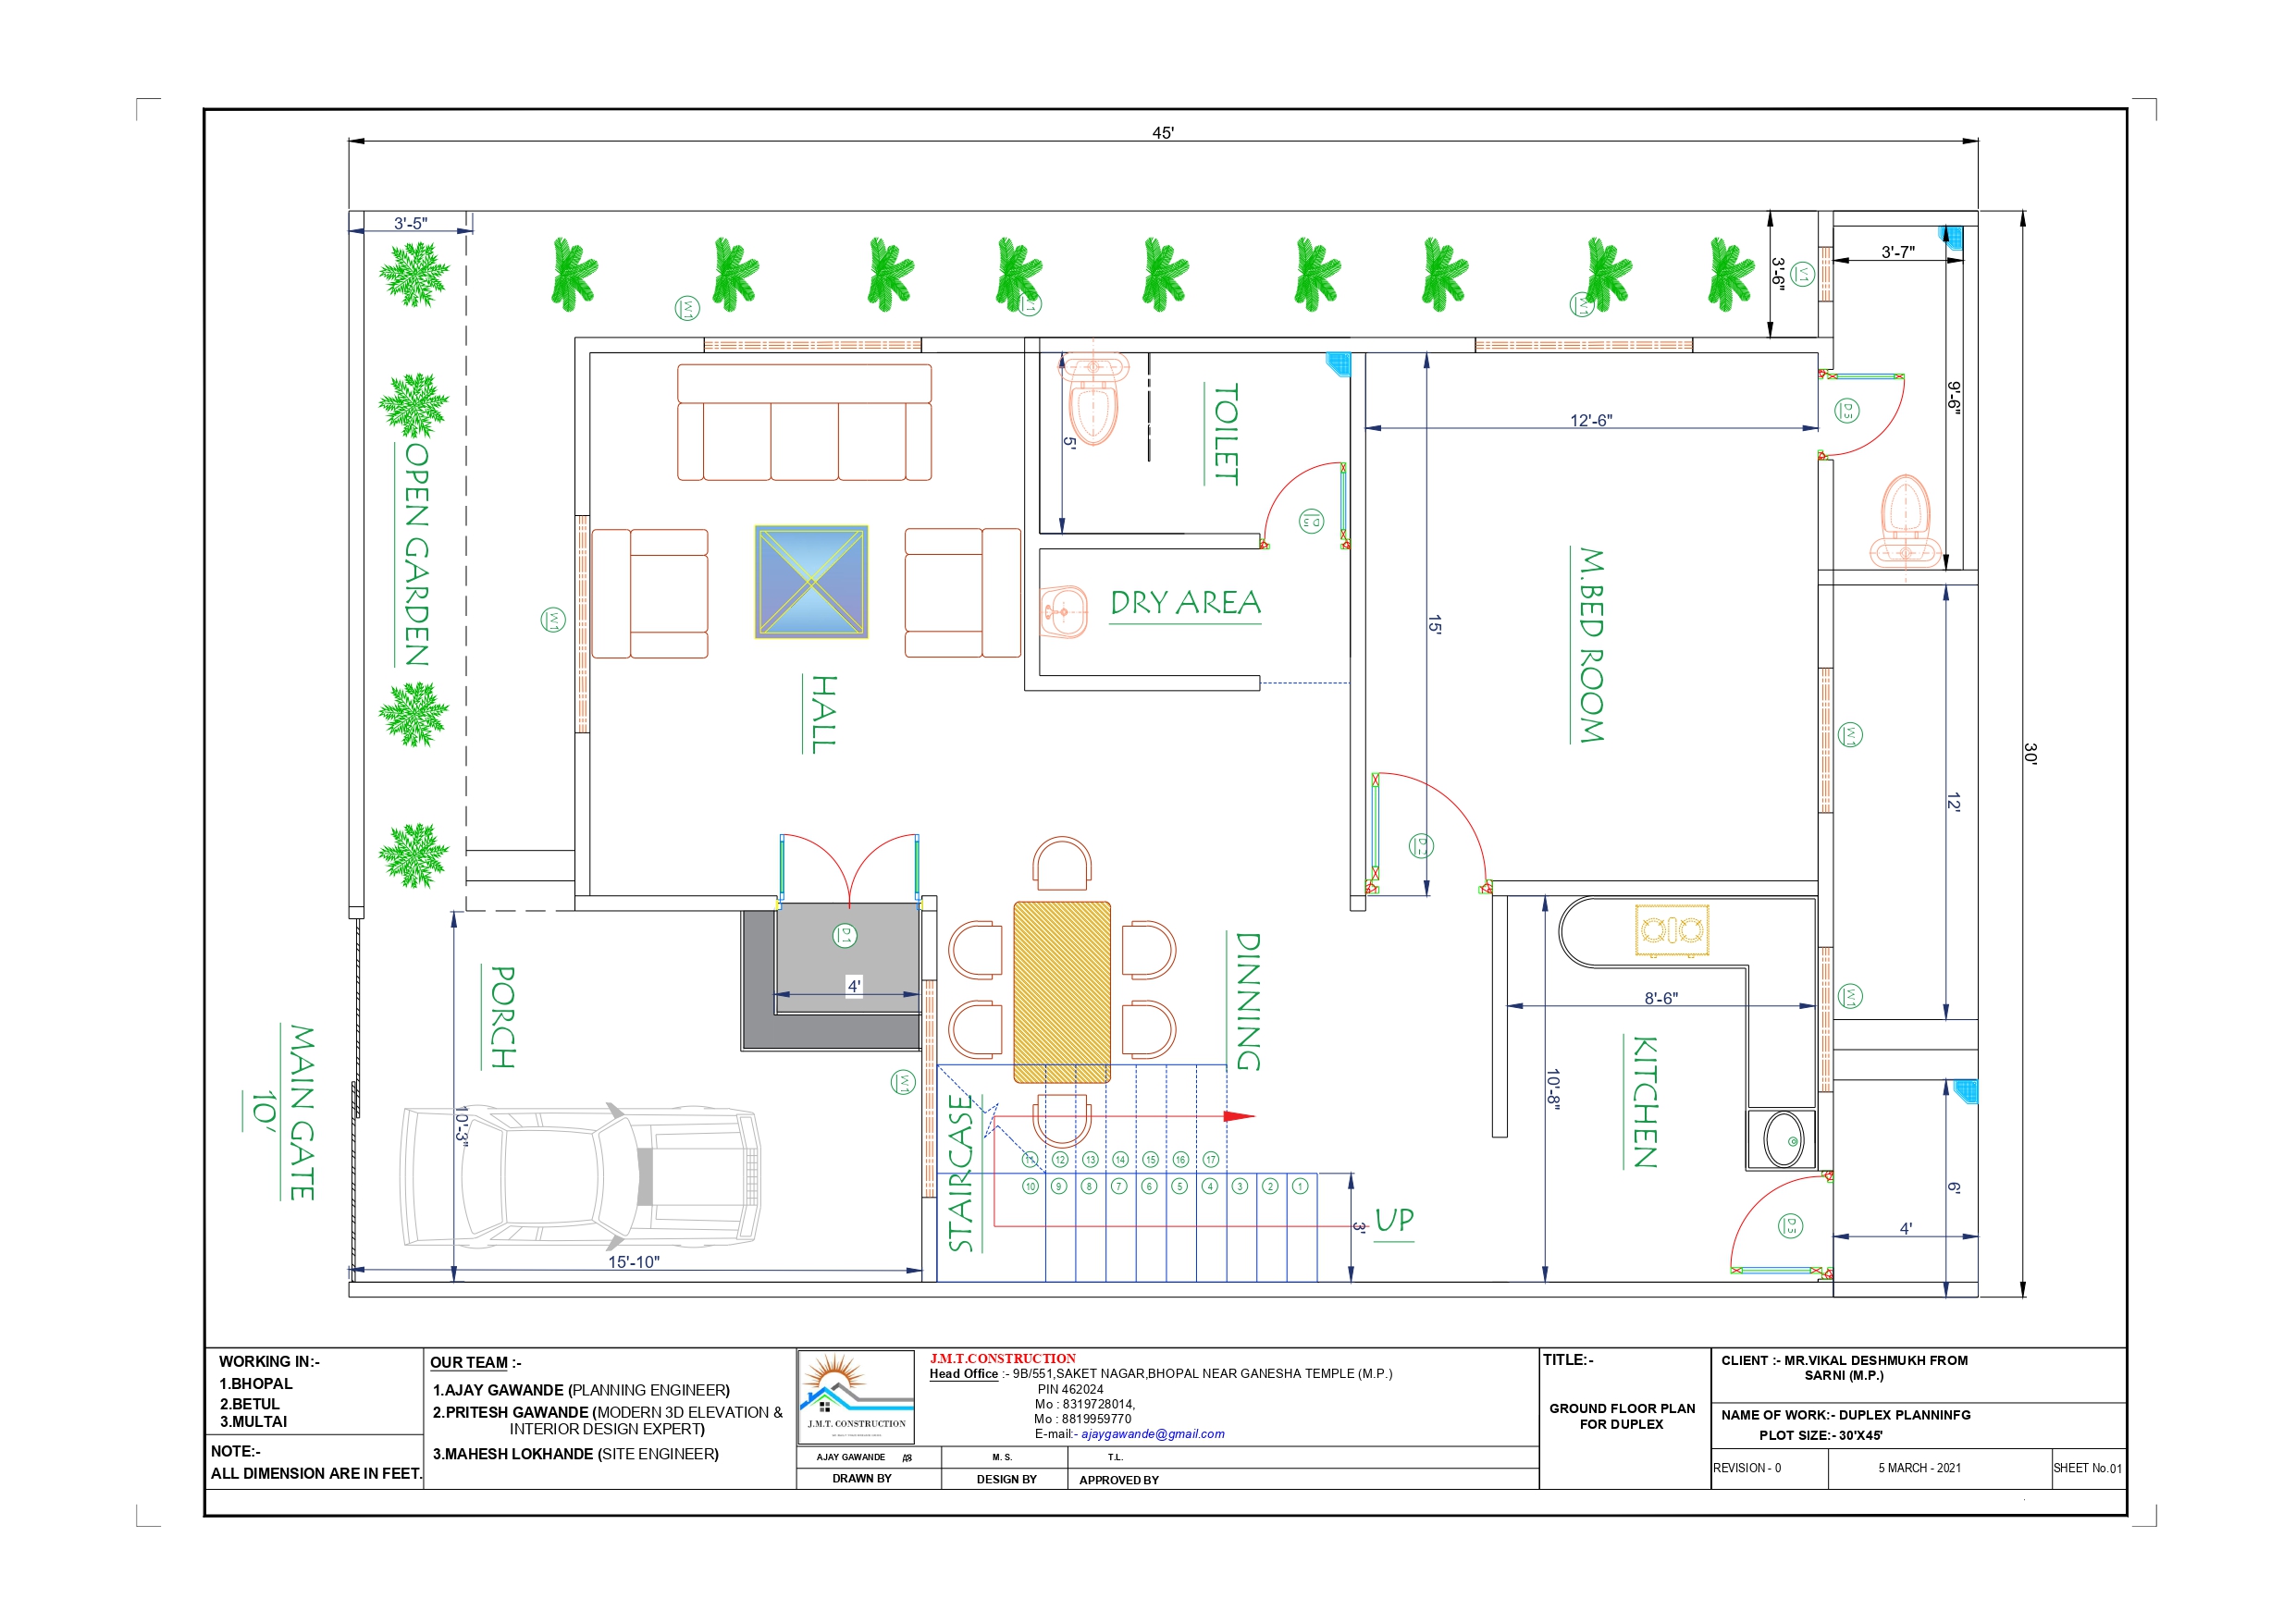 45'
3'-5"
3'-6"
V1
3'-7"
W1
W1
9'-6"
5'
TOILET
12'-6"
D3
D3
OPEN GARDEN
W1
DRY AREA
M.BED ROOM
15'
HALL
W1
30'
12'
D2
D1
4'
PORCH
DINNING
W1
8'-6"
MAIN GATE
10'
W1
10'-3"
10'-8"
KITCHEN
STAIRCASE
11 12 13 14 15 16 17
10 9 8 7 6 5 4 3 2 1
UP
3'
D3
6'
4'
15'-10"
WORKING IN:-
1.BHOPAL
2.BETUL
3.MULTAI
NOTE:-
ALL DIMENSION ARE IN FEET.
OUR TEAM :-
1.AJAY GAWANDE (PLANNING ENGINEER)
2.PRITESH GAWANDE (MODERN 3D ELEVATION &
INTERIOR DESIGN EXPERT)
3.MAHESH LOKHANDE (SITE ENGINEER)
J.M.T. CONSTRUCTION
J.M.T.CONSTRUCTION
Head Office :- 9B/551,SAKET NAGAR,BHOPAL NEAR GANESHA TEMPLE (M.P.)
PIN 462024
Mo : 8319728014,
Mo : 8819959770
E-mail:- ajaygawande@gmail.com
AJAY GAWANDE
M. S.
T.L.
DRAWN BY
DESIGN BY
APPROVED BY
TITLE:-
GROUND FLOOR PLAN
FOR DUPLEX
CLIENT :- MR.VIKAL DESHMUKH FROM
SARNI (M.P.)
NAME OF WORK:- DUPLEX PLANNINFG
PLOT SIZE:- 30'X45'
REVISION - 0
5 MARCH - 2021
SHEET No.01